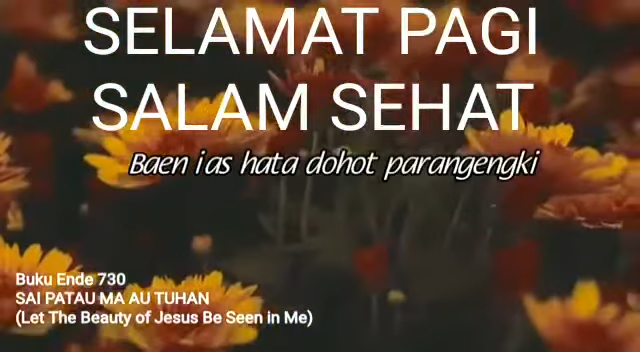 SELAMAT PAGI
SALAM SEHAT
Baen ias hata dohot parangengki
Buku Ende 730
SAI PATAU MA AU TUHAN
(Let The Beauty of Jesus Be Seen in Me)